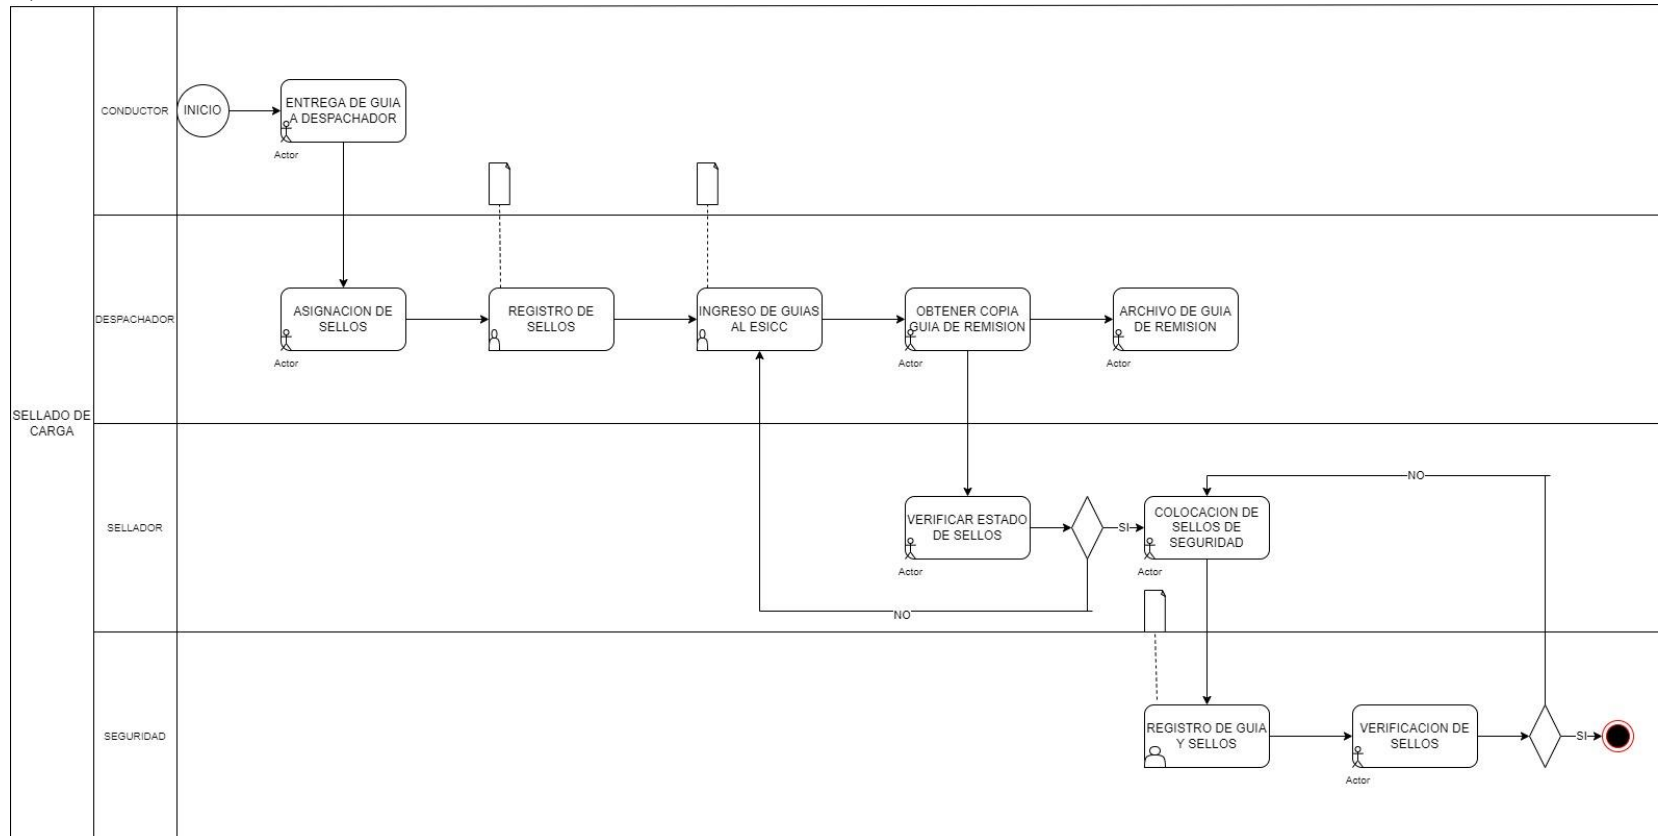 SELLADO DE
CARGA
CONDUCTOR
INICIO
ENTREGA DE GUIA
A DESPACHADOR
Actor
DESPACHADOR
ASIGNACION DE
SELLOS
Actor
REGISTRO DE
SELLOS
INGRESO DE GUIAS
AL ESICC
OBTENER COPIA
GUIA DE REMISION
Actor
ARCHIVO DE GUIA
DE REMISION
Actor
SELLADOR
VERIFICAR ESTADO
DE SELLOS
Actor
SI
NO
COLOCACION DE
SELLOS DE
SEGURIDAD
Actor
NO
SEGURIDAD
REGISTRO DE GUIA
Y SELLOS
VERIFICACION DE
SELLOS
Actor
SI